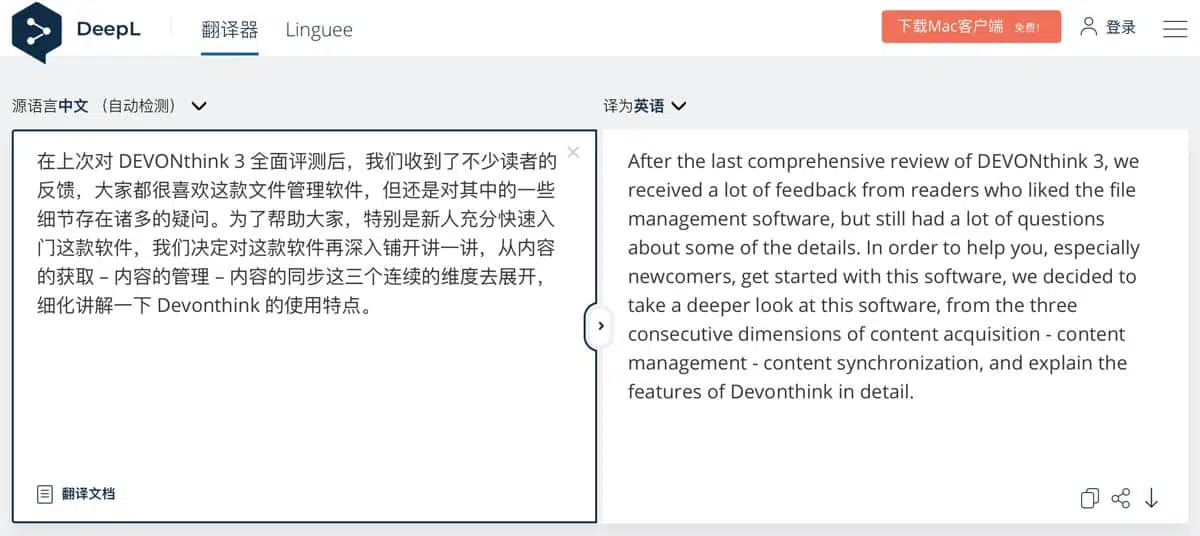 DeepL
翻译器
Linguee
下载Mac客户端 免费!
登录
源语言中文 （自动检测）
译为英语
在上次对 DEVONthink 3 全面评测后，我们收到了不少读者的
反馈，大家都很喜欢这款文件管理软件，但还是对其中的一些
细节存在诸多的疑问。为了帮助大家，特别是新人充分快速入
门这款软件，我们决定对这款软件再深入铺开讲一讲，从内容
的获取 – 内容的管理 – 内容的同步这三个连续的维度去展开，
细化讲解一下 Devonthink 的使用特点。
翻译文档
After the last comprehensive review of DEVONthink 3, we
received a lot of feedback from readers who liked the file
management software, but still had a lot of questions
about some of the details. In order to help you, especially
newcomers, get started with this software, we decided to
take a deeper look at this software, from the three
consecutive dimensions of content acquisition - content
management - content synchronization, and explain the
features of Devonthink in detail.